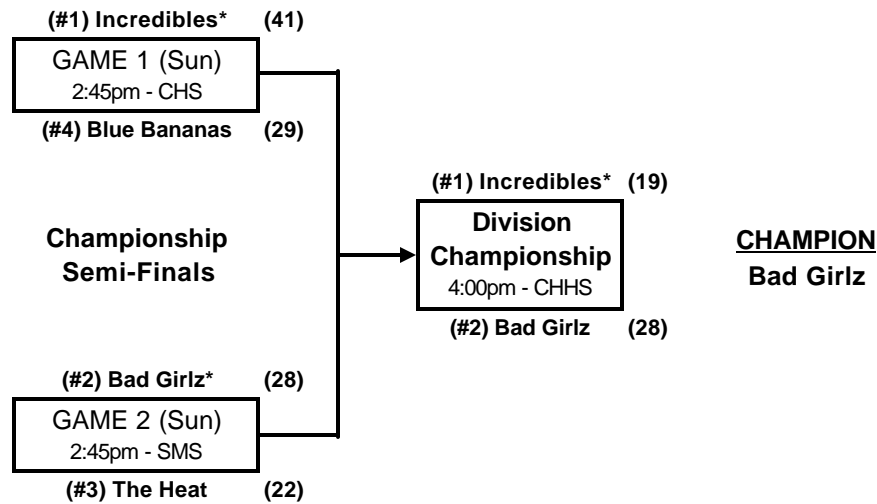 (#1) Incredibles* (41)
GAME 1 (Sun)
2:45pm - CHS
(#4) Blue Bananas (29)
(#1) Incredibles* (19)
Division
Championship
4:00pm - CHHS
(#2) Bad Girlz (28)
Championship
Semi-Finals
CHAMPION
Bad Girlz
(#2) Bad Girlz* (28)
GAME 2 (Sun)
2:45pm - SMS
(#3) The Heat (22)